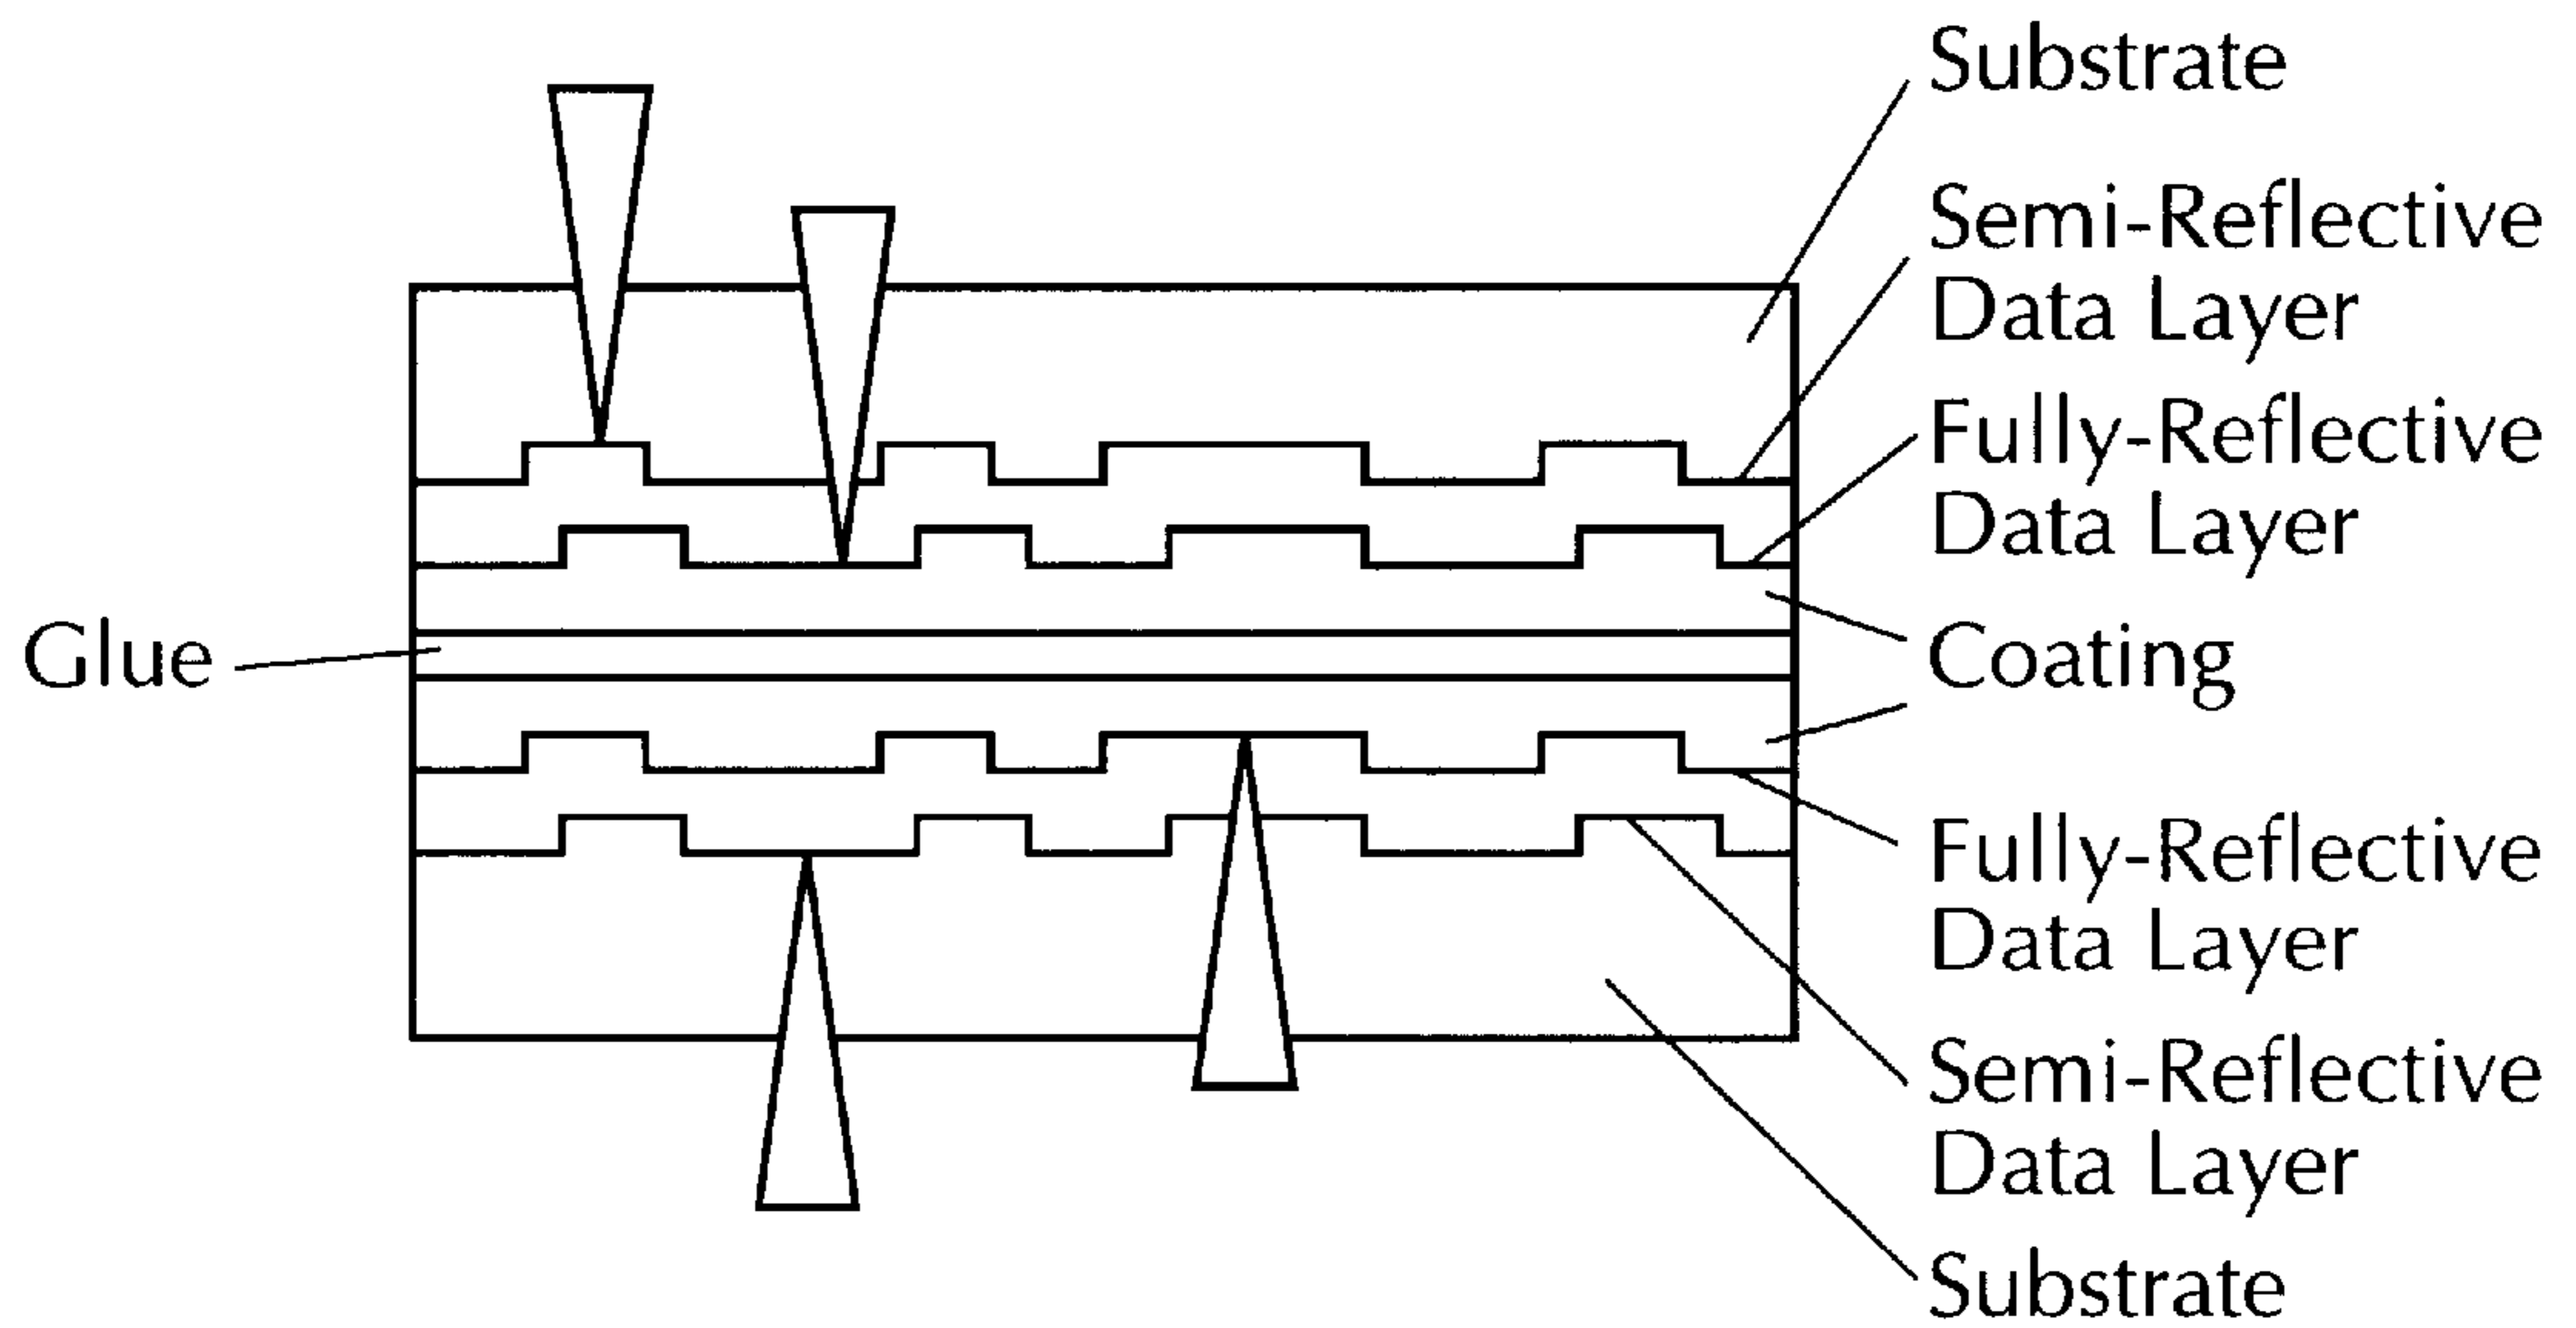 Substrate
Semi-Reflective
Data Layer
Fully-Reflective
Data Layer
Glue
Coating
Fully-Reflective
Data Layer
Semi-Reflective
Data Layer
Substrate